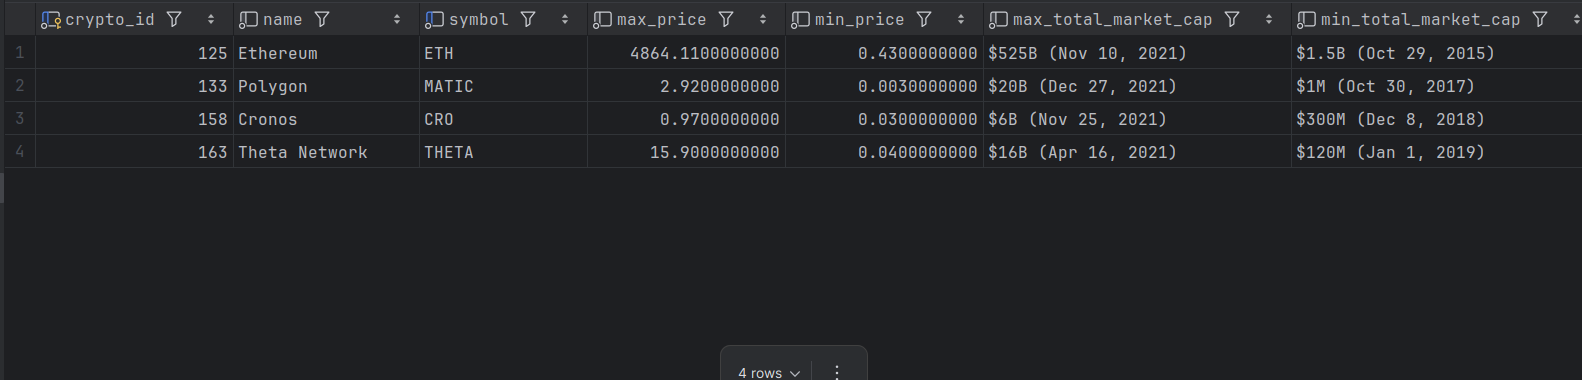 crypto_id name symbol max_price min_price max_total_market_cap min_total_market_cap
1 125 Ethereum ETH 4864.1100000000 0.4300000000 $525B (Nov 10, 2021) $1.5B (Oct 29, 2015)
2 133 Polygon MATIC 2.9200000000 0.0030000000 $20B (Dec 27, 2021) $1M (Oct 30, 2017)
3 158 Cronos CRO 0.9700000000 0.0300000000 $6B (Nov 25, 2021) $300M (Dec 8, 2018)
4 163 Theta Network THETA 15.9000000000 0.0400000000 $16B (Apr 16, 2021) $120M (Jan 1, 2019)
4 rows